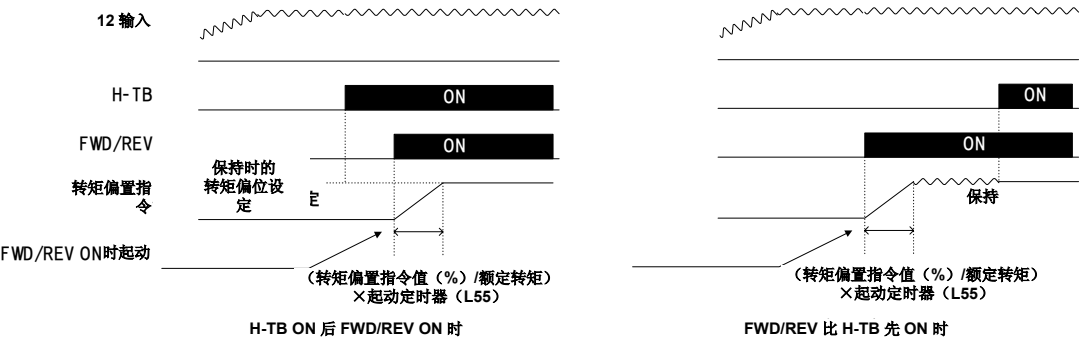 12 输入
H-TB
ON
FWD/REV
ON
保持时的
转矩偏位设
定
定
转矩偏置指
令
FWD/REV ON时起动
(转矩偏置指令值(%)/额定转矩)
×起动定时器(L55)
H-TB ON 后 FWD/REV ON 时
ON
ON
保持
(转矩偏置指令值(%)/额定转矩)
×起动定时器(L55)
FWD/REV 比 H-TB 先 ON 时